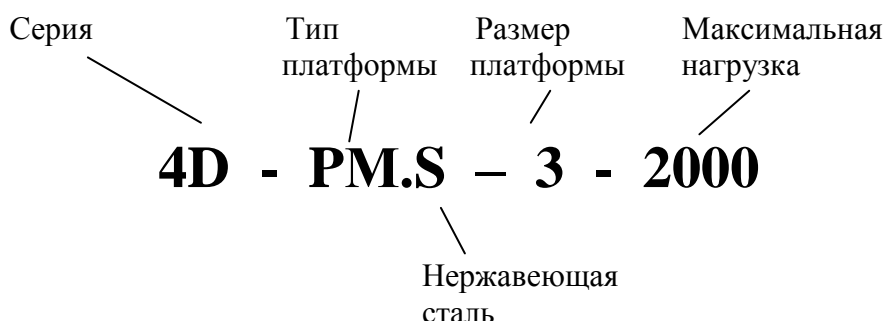 Серия Тип Размер Максимальная
платформы платформы нагрузка
4D - PM.S – 3 - 2000
Нержавеющая
сталь